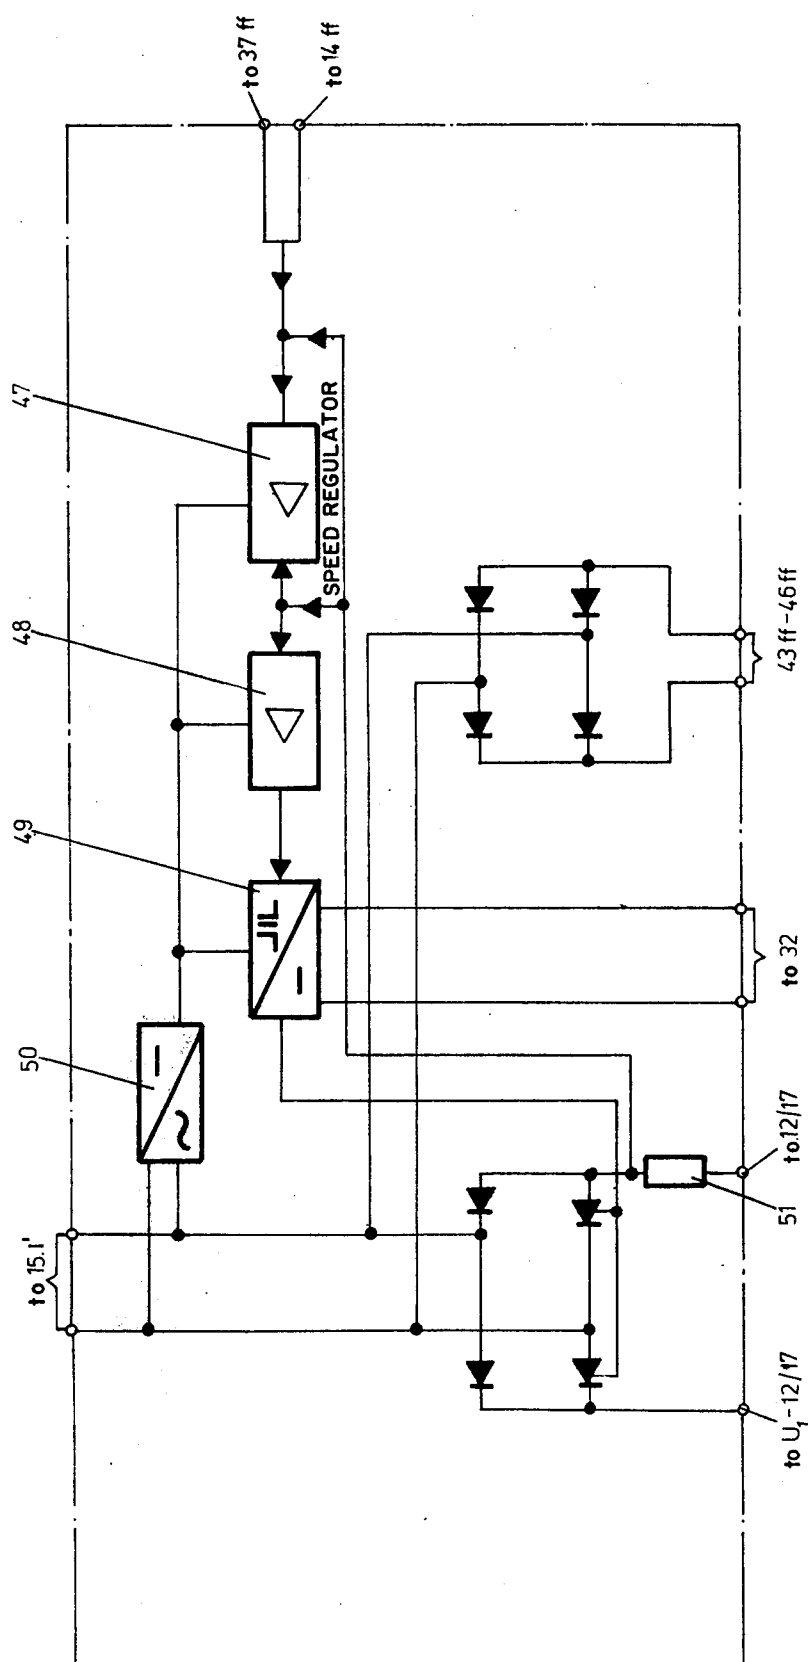 to 37 ff
to 14 ff
47
SPEED REGULATOR
48
43 ff - 46 ff
49
to 32
50
to 12/17
51
to 15.1'
to U₁ - 12/17